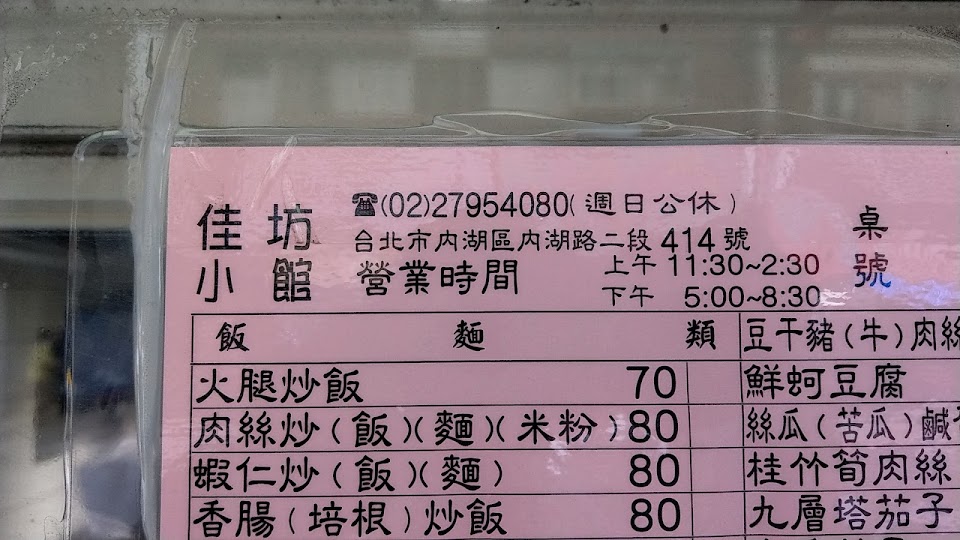 佳坊小館
☎(02)27954080(週日公休)
台北市內湖區內湖路二段 414 號
營業時間
上午 11:30~2:30
下午 5:00~8:30
桌號
飯 麵 類
火腿炒飯 70
肉絲炒(飯)(麵)(米粉) 80
蝦仁炒(飯)(麵) 80
香腸(培根)炒飯 80
豆干豬(牛)肉絲
鮮蚵豆腐
絲瓜(苦瓜)鹹
桂竹筍肉絲
九層塔茄子